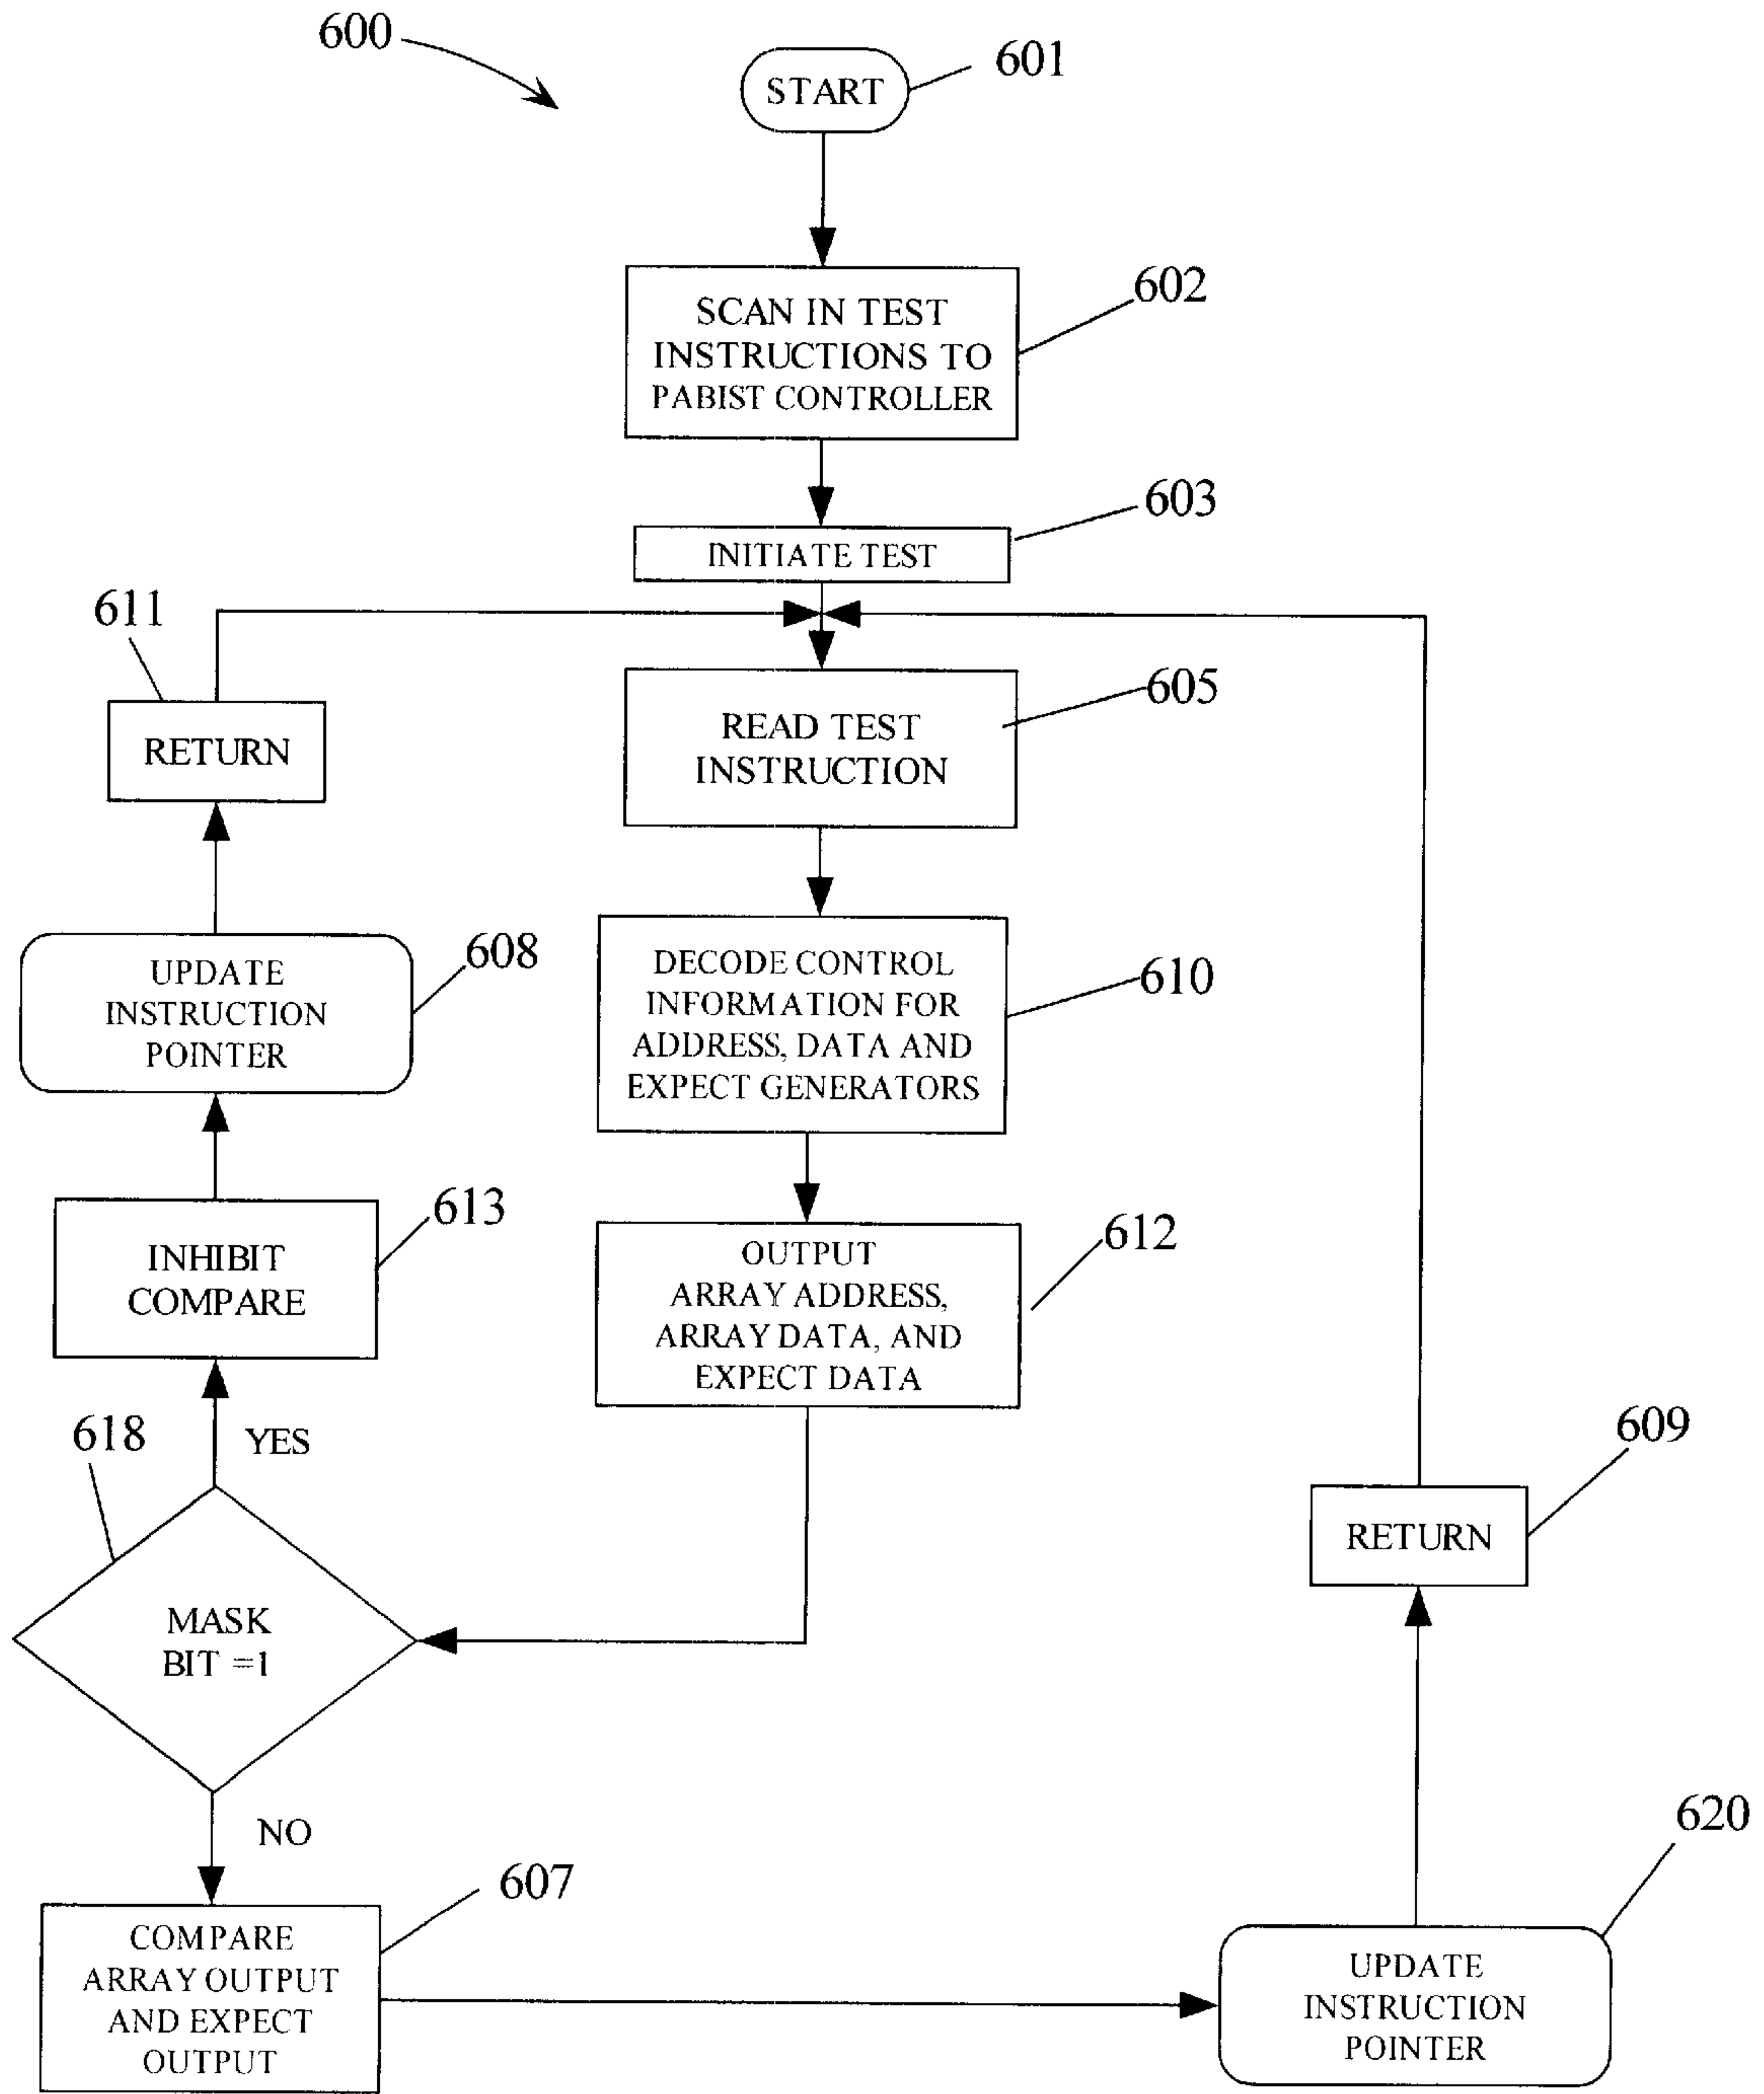 600
START
601
SCAN IN TEST
INSTRUCTIONS TO
PABIST CONTROLLER
602
INITIATE TEST
603
611
RETURN
READ TEST
INSTRUCTION
605
UPDATE
INSTRUCTION
POINTER
608
DECODE CONTROL
INFORMATION FOR
ADDRESS, DATA AND
EXPECT GENERATORS
610
INHIBIT
COMPARE
613
OUTPUT
ARRAY ADDRESS,
ARRAY DATA, AND
EXPECT DATA
612
618
YES
609
RETURN
MASK
BIT =1
NO
607
620
COMPARE
ARRAY OUTPUT
AND EXPECT
OUTPUT
UPDATE
INSTRUCTION
POINTER